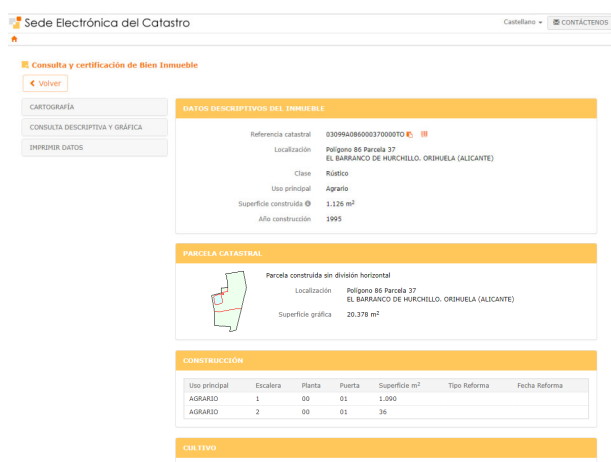 Sede Electrónica del Catastro
Castellano
CONTÁCTENOS
Consulta y certificación de Bien Inmueble
Volver
CARTOGRAFÍA
CONSULTA DESCRIPTIVA Y GRÁFICA
IMPRIMIR DATOS
DATOS DESCRIPTIVOS DEL INMUEBLE
Referencia catastral 03099A086000370000TO
Localización Polígono 86 Parcela 37
EL BARRANCO DE HURCHILLO. ORIHUELA (ALICANTE)
Clase Rústico
Uso principal Agrario
Superficie construida 1.126 m²
Año construcción 1995
PARCELA CATASTRAL
Parcela construida sin división horizontal
Localización Polígono 86 Parcela 37
EL BARRANCO DE HURCHILLO. ORIHUELA (ALICANTE)
Superficie gráfica 20.378 m²
CONSTRUCCIÓN
Uso principal Escalera Planta Puerta Superficie m² Tipo Reforma Fecha Reforma
AGRARIO 1 00 01 1.090
AGRARIO 2 00 01 36
CULTIVO